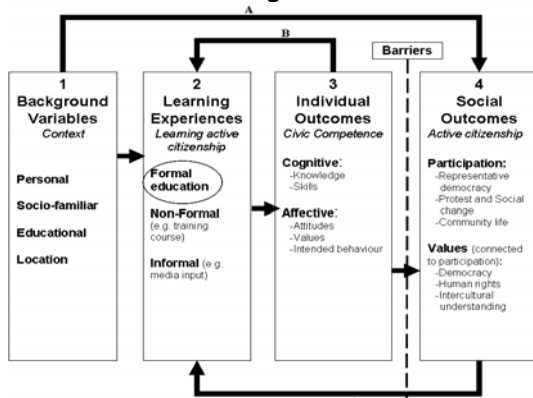 A
B
Barriers
1
Background
Variables
Context
Personal
Socio-familiar
Educational
Location
2
Learning
Experiences
Learning active
citizenship
Formal
education
Non-Formal
(e.g. training
course)
Informal (e.g.
media input)
3
Individual
Outcomes
Civic Competence
Cognitive:
-Knowledge
-Skills
Affective:
-Attitudes
-Values
-Intended behaviour
4
Social
Outcomes
Active citizenship
Participation:
-Representative
democracy
-Protest and Social
change
-Community life
Values (connected
to participation):
-Democracy
-Human rights
-Intercultural
understanding